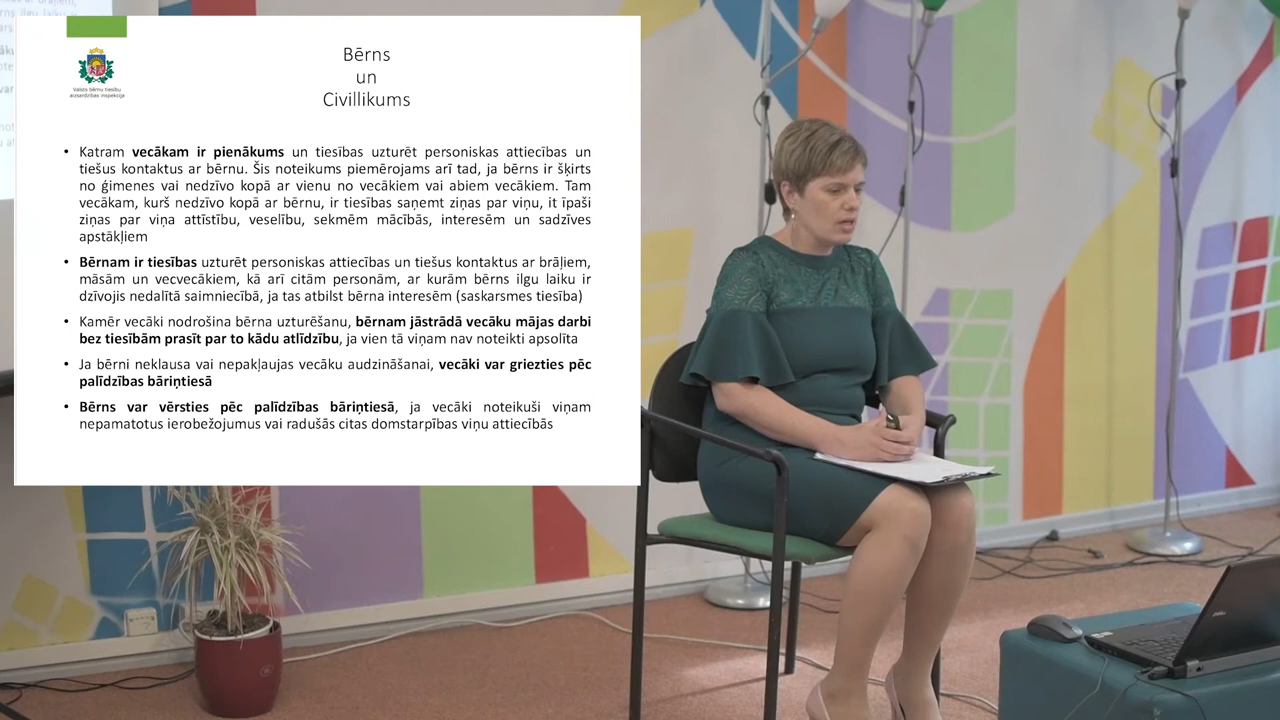 Valsts bērnu tiesību
aizsardzības inspekcija
Bērns
un
Civillikums
• Katram vecākam ir pienākums un tiesības uzturēt personiskas attiecības un
tiešus kontaktus ar bērnu. Šis noteikums piemērojams arī tad, ja bērns ir šķirts
no ģimenes vai nedzīvo kopā ar vienu no vecākiem vai abiem vecākiem. Tam
vecākam, kurš nedzīvo kopā ar bērnu, ir tiesības saņemt ziņas par viņu, it īpaši
ziņas par viņa attīstību, veselību, sekmēm mācībās, interesēm un sadzīves
apstākļiem
• Bērnam ir tiesības uzturēt personiskas attiecības un tiešus kontaktus ar brāļiem,
māsām un vecvecākiem, kā arī citām personām, ar kurām bērns ilgu laiku ir
dzīvojis nedalītā saimniecībā, ja tas atbilst bērna interesēm (saskarsmes tiesība)
• Kamēr vecāki nodrošina bērna uzturēšanu, bērnam jāstrādā vecāku mājas darbi
bez tiesībām prasīt par to kādu atlīdzību, ja vien tā viņam nav noteikti apsolīta
• Ja bērni neklausa vai nepakļaujas vecāku audzināšanai, vecāki var griezties pēc
palīdzības bāriņtiesā
• Bērns var vērsties pēc palīdzības bāriņtiesā, ja vecāki noteikuši viņam
nepamatotus ierobežojumus vai radušās citas domstarpības viņu attiecībās